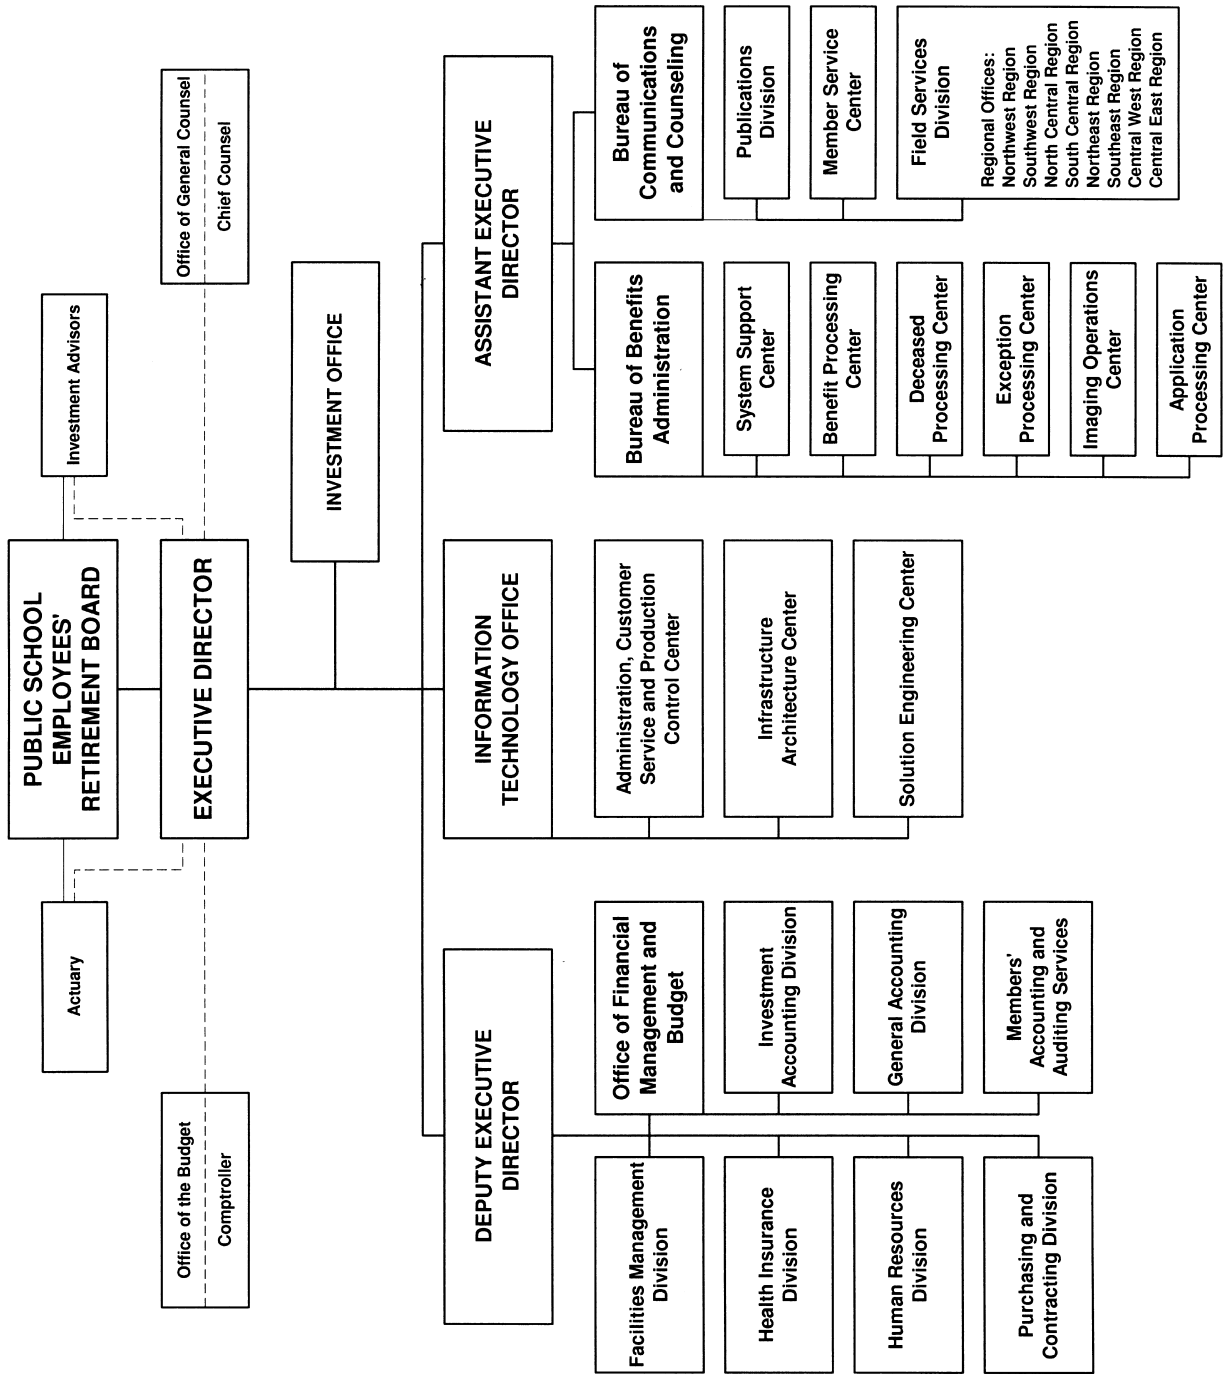 PUBLIC SCHOOL
EMPLOYEES'
RETIREMENT BOARD
Actuary
Investment Advisors
EXECUTIVE DIRECTOR
Office of the Budget
Comptroller
Office of General Counsel
Chief Counsel
INVESTMENT OFFICE
DEPUTY EXECUTIVE
DIRECTOR
INFORMATION
TECHNOLOGY OFFICE
ASSISTANT EXECUTIVE
DIRECTOR
Facilities Management
Division
Health Insurance
Division
Human Resources
Division
Purchasing and
Contracting Division
Office of Financial
Management and
Budget
Investment
Accounting Division
General Accounting
Division
Members'
Accounting and
Auditing Services
Administration, Customer
Service and Production
Control Center
Infrastructure
Architecture Center
Solution Engineering Center
Bureau of Benefits
Administration
System Support
Center
Benefit Processing
Center
Deceased
Processing Center
Exception
Processing Center
Imaging Operations
Center
Application
Processing Center
Bureau of
Communications
and Counseling
Publications
Division
Member Service
Center
Field Services
Division
Regional Offices:
Northwest Region
Southwest Region
North Central Region
South Central Region
Northeast Region
Southeast Region
Central West Region
Central East Region